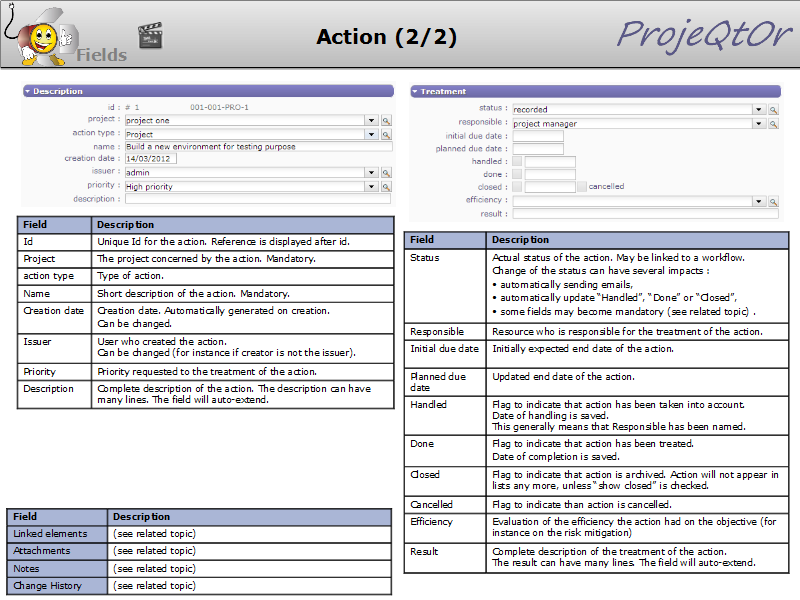 Fields
Action (2/2)
ProjeQtOr
Description
id : # 1 001-001-PRO-1
project : project one
action type : Project
name : Build a new environment for testing purpose
creation date : 14/03/2012
issuer : admin
priority : High priority
description :
Field Description
Id Unique Id for the action. Reference is displayed after id.
Project The project concerned by the action. Mandatory.
action type Type of action.
Name Short description of the action. Mandatory.
Creation date Creation date. Automatically generated on creation.
Can be changed.
Issuer User who created the action.
Can be changed (for instance if creator is not the issuer).
Priority Priority requested to the treatment of the action.
Description Complete description of the action. The description can have
many lines. The field will auto-extend.
Field Description
Linked elements (see related topic)
Attachments (see related topic)
Notes (see related topic)
Change History (see related topic)
Treatment
status : recorded
responsible : project manager
initial due date :
planned due date :
handled :
done :
closed : cancelled
efficiency :
result :
Field Description
Status Actual status of the action. May be linked to a workflow.
Change of the status can have several impacts :
• automatically sending emails,
• automatically update “Handled”, “Done” or “Closed”,
• some fields may become mandatory (see related topic) .
Responsible Resource who is responsible for the treatment of the action.
Initial due date Initially expected end date of the action.
Planned due Updated end date of the action.
date
Handled Flag to indicate that action has been taken into account.
Date of handling is saved.
This generally means that Responsible has been named.
Done Flag to indicate that action has been treated.
Date of completion is saved.
Closed Flag to indicate that action is archived. Action will not appear in
lists any more, unless “show closed” is checked.
Cancelled Flag to indicate than action is cancelled.
Efficiency Evaluation of the efficiency the action had on the objective (for
instance on the risk mitigation)
Result Complete description of the treatment of the action.
The result can have many lines. The field will auto-extend.